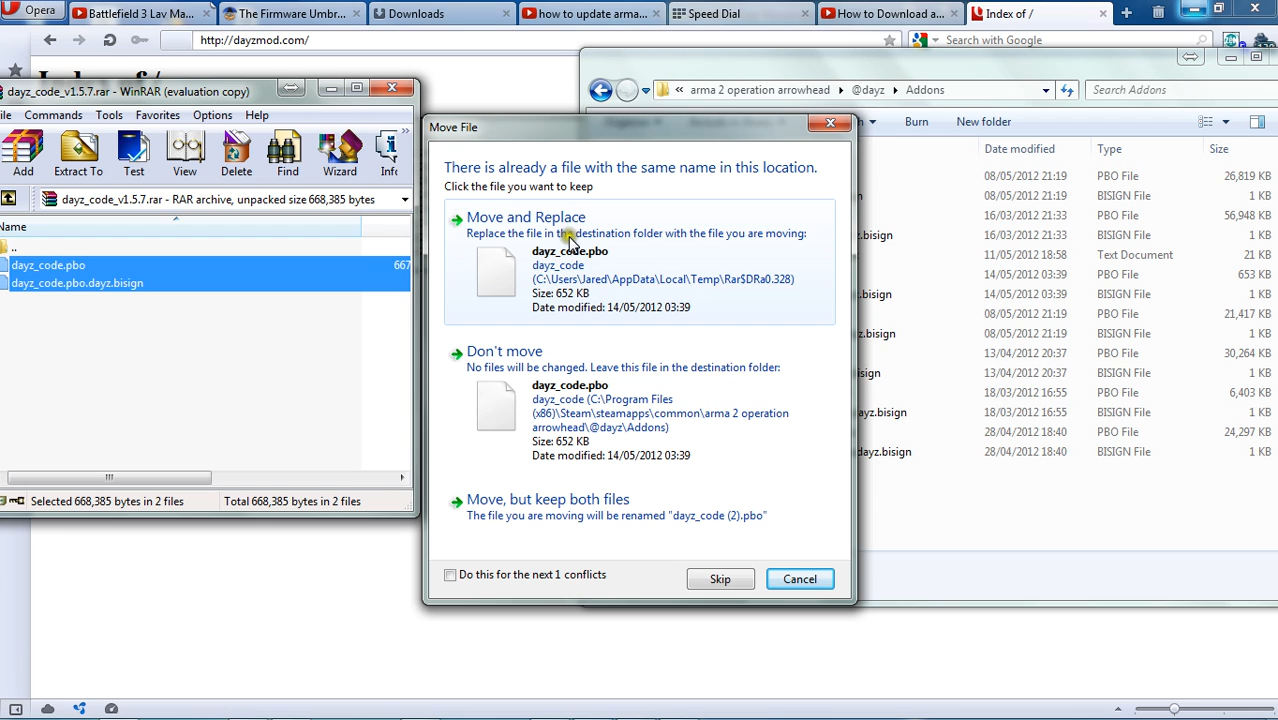 Opera
Battlefield 3 Lav Ma...
The Firmware Umbr...
Downloads
how to update arma...
Speed Dial
How to Download a...
Index of /
http://dayzmod.com/
Search with Google
Index of /
dayz_code_v1.5.7.rar - WinRAR (evaluation copy)
ile Commands Tools Favorites Options Help
Add Extract To Test View Delete Find Wizard Info
dayz_code_v1.5.7.rar - RAR archive, unpacked size 668,385 bytes
Name
..
dayz_code.pbo 667
dayz_code.pbo.dayz.bisign
Selected 668,385 bytes in 2 files
Total 668,385 bytes in 2 files
Move File
There is already a file with the same name in this location.
Click the file you want to keep
Move and Replace
Replace the file in the destination folder with the file you are moving:
dayz_code.pbo
dayz_code
(C:\Users\Jared\AppData\Local\Temp\Rar$DRa0.328)
Size: 652 KB
Date modified: 14/05/2012 03:39
Don't move
No files will be changed. Leave this file in the destination folder:
dayz_code.pbo
dayz_code (C:\Program Files
(x86)\Steam\steamapps\common\arma 2 operation
arrowhead\@dayz\Addons)
Size: 652 KB
Date modified: 14/05/2012 03:39
Move, but keep both files
The file you are moving will be renamed "dayz_code (2).pbo"
Do this for the next 1 conflicts
Skip
Cancel
« arma 2 operation arrowhead @dayz Addons
Search Addons
Burn New folder
Date modified Type Size
08/05/2012 21:19 PBO File 26,819 KB
08/05/2012 21:19 BISIGN File 1 KB
16/03/2012 21:33 PBO File 56,948 KB
.bisign 16/03/2012 21:33 BISIGN File 1 KB
11/05/2012 18:58 Text Document 21 KB
14/05/2012 03:39 PBO File 653 KB
.bisign 14/05/2012 03:39 BISIGN File 1 KB
08/05/2012 21:19 PBO File 21,417 KB
.bisign 08/05/2012 21:19 BISIGN File 1 KB
13/04/2012 20:37 PBO File 30,264 KB
isign 13/04/2012 20:37 BISIGN File 1 KB
18/03/2012 16:55 PBO File 6,403 KB
ayz.bisign 18/03/2012 16:55 BISIGN File 1 KB
28/04/2012 18:40 PBO File 24,297 KB
dayz.bisign 28/04/2012 18:40 BISIGN File 1 KB